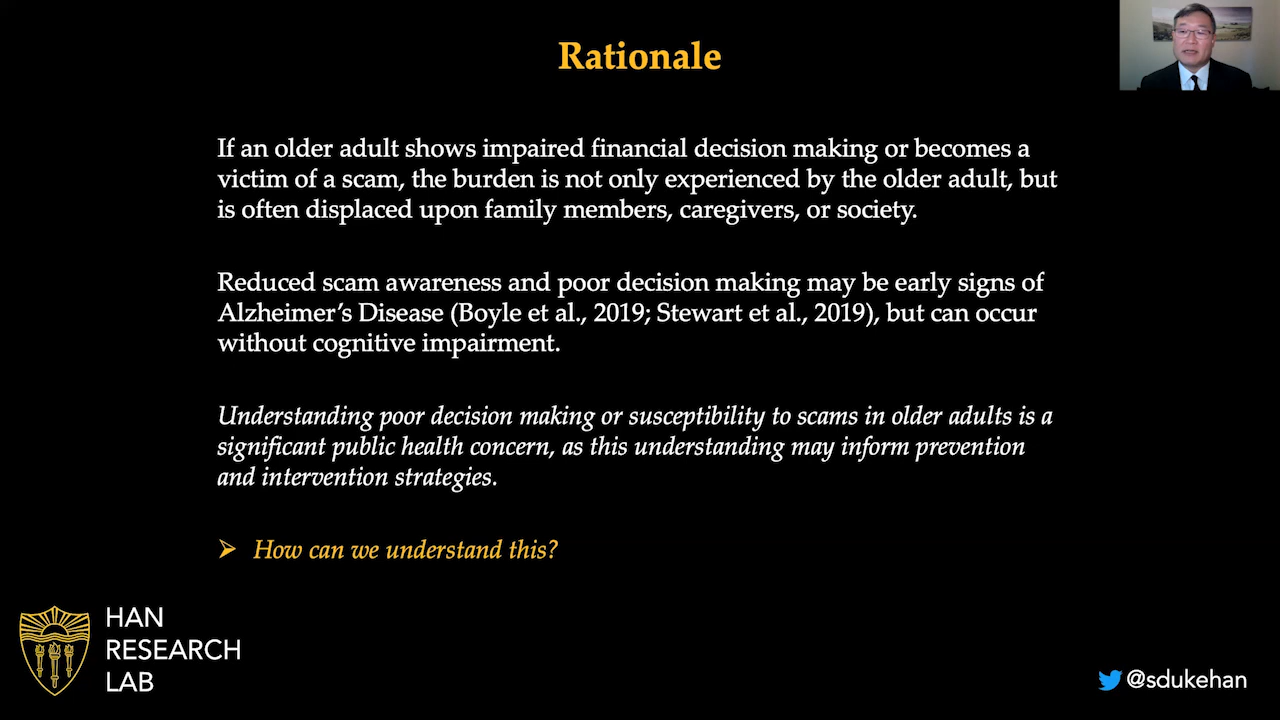 Rationale
If an older adult shows impaired financial decision making or becomes a
victim of a scam, the burden is not only experienced by the older adult, but
is often displaced upon family members, caregivers, or society.
Reduced scam awareness and poor decision making may be early signs of
Alzheimer's Disease (Boyle et al., 2019; Stewart et al., 2019), but can occur
without cognitive impairment.
Understanding poor decision making or susceptibility to scams in older adults is a
significant public health concern, as this understanding may inform prevention
and intervention strategies.
➢ How can we understand this?
HAN
RESEARCH
LAB
@sdukehan